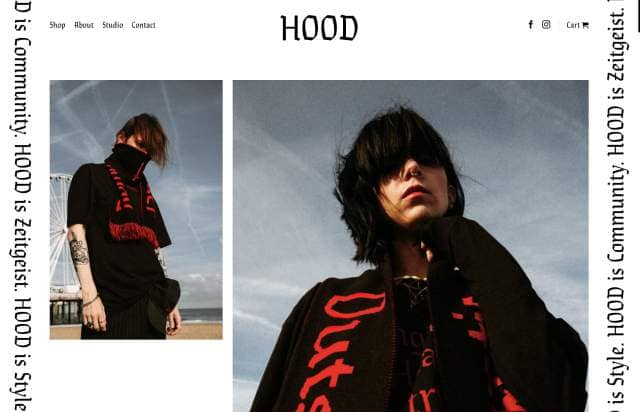 Shop About Studio Contact
HOOD
Cart
D is Community. HOOD is Zeitgeist. HOOD is Style
is Style. HOOD is Community. HOOD is Zeitgeist.
Outs